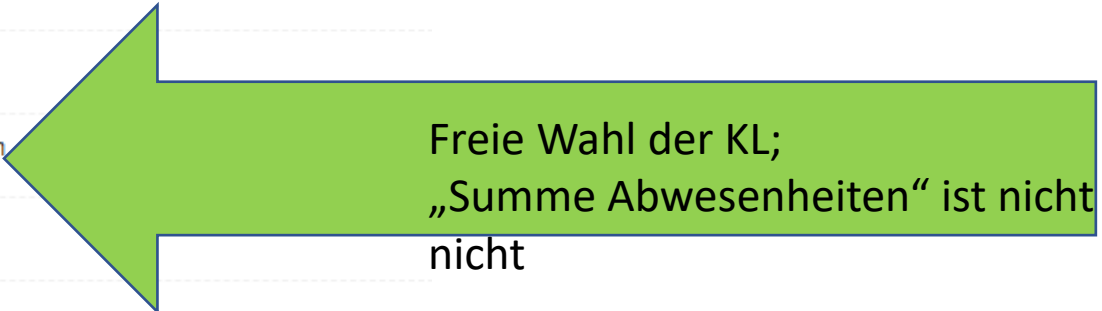 Freie Wahl der KL;
„Summe Abwesenheiten“ ist nicht
nicht